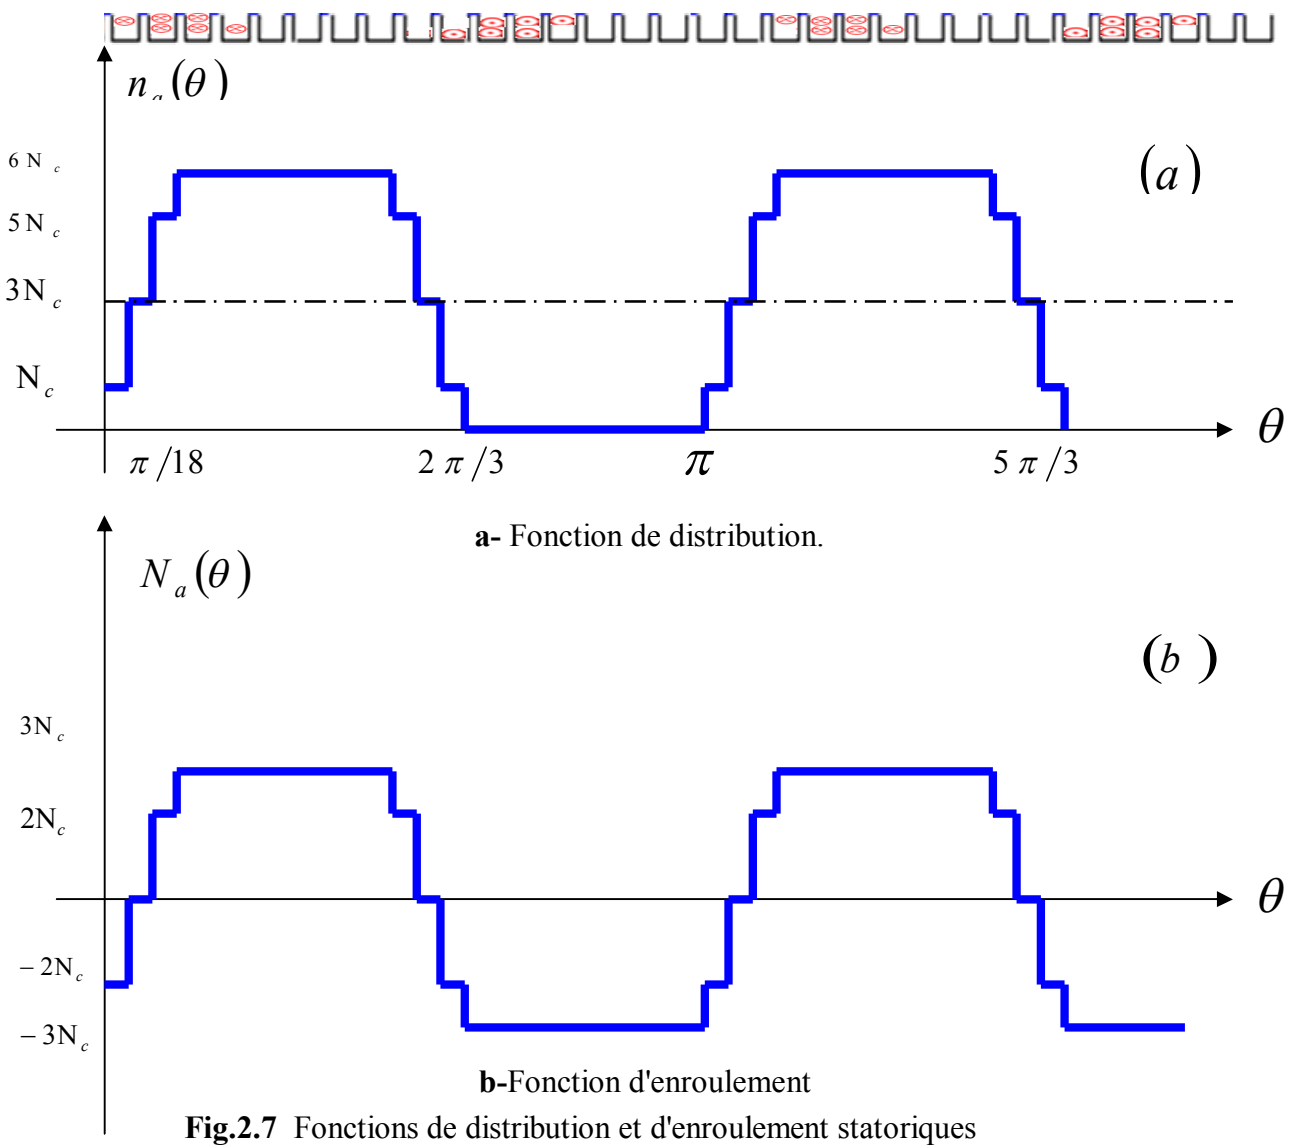 n_a(θ)
6 N_c
(a)
5 N_c
3N_c
N_c
θ
π/18
2 π/3
π
5 π/3
a- Fonction de distribution.
N_a(θ)
(b )
3N_c
2N_c
θ
− 2N_c
− 3N_c
b-Fonction d'enroulement
Fig.2.7 Fonctions de distribution et d'enroulement statoriques